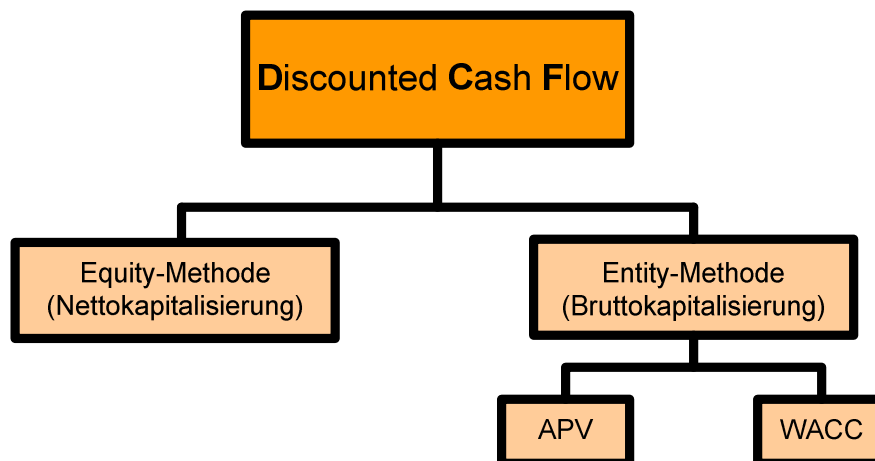 Discounted Cash Flow
Equity-Methode
(Nettokapitalisierung)
Entity-Methode
(Bruttokapitalisierung)
APV
WACC